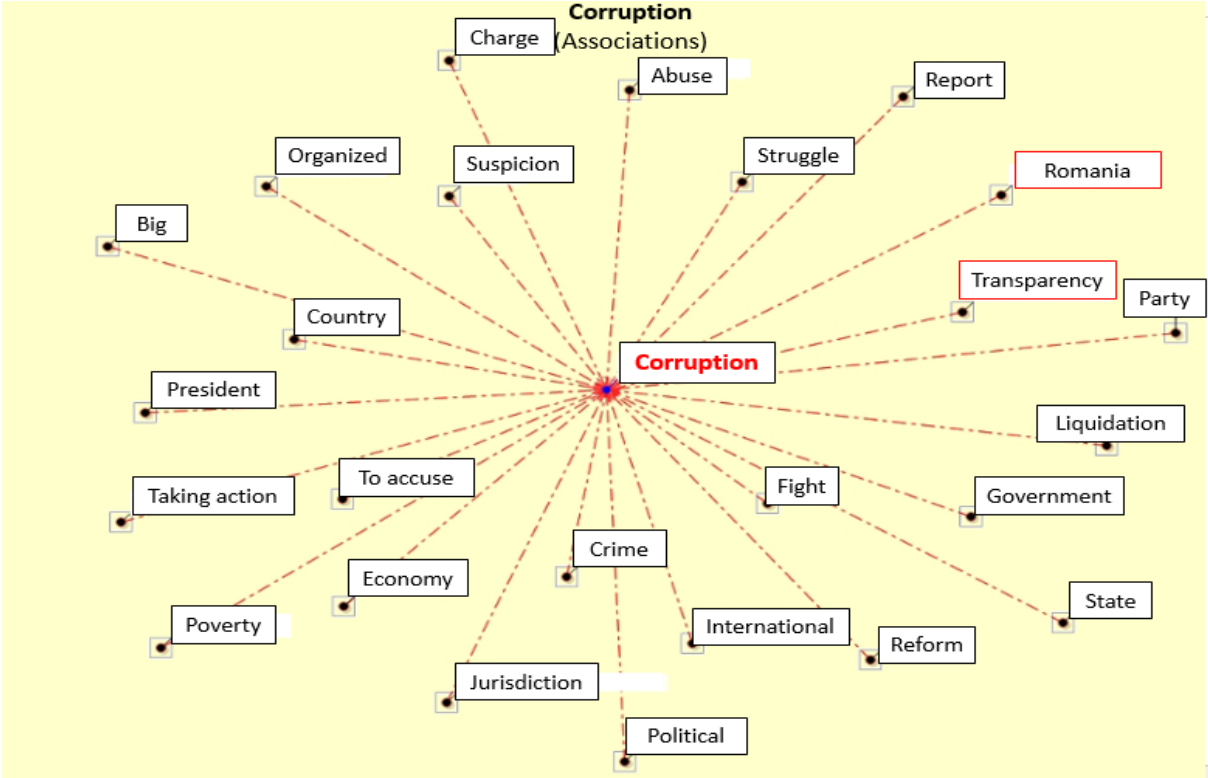 Corruption
(Associations)
Charge
Abuse
Report
Organized
Suspicion
Struggle
Romania
Big
Transparency
Party
Country
Corruption
President
Liquidation
Taking action
To accuse
Fight
Government
Crime
Economy
State
Poverty
International
Reform
Jurisdiction
Political